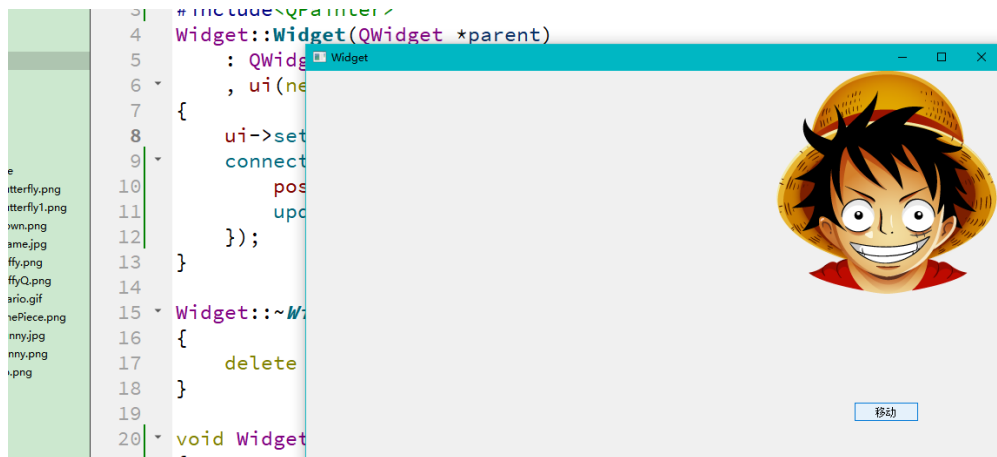 3 #include<QPainter>
4 Widget::Widget(QWidget *parent)
5 : QWidg
6 , ui(ne
7 {
8 ui->set
9 connect
10 pos
11 upd
12 });
13 }
14
15 Widget::~Wi
16 {
17 delete
18 }
19
20 void Widget
e
utterfly.png
utterfly1.png
own.png
ame.jpg
ffy.png
ffyQ.png
ario.gif
nePiece.png
nny.jpg
nny.png
.png
Widget
移动